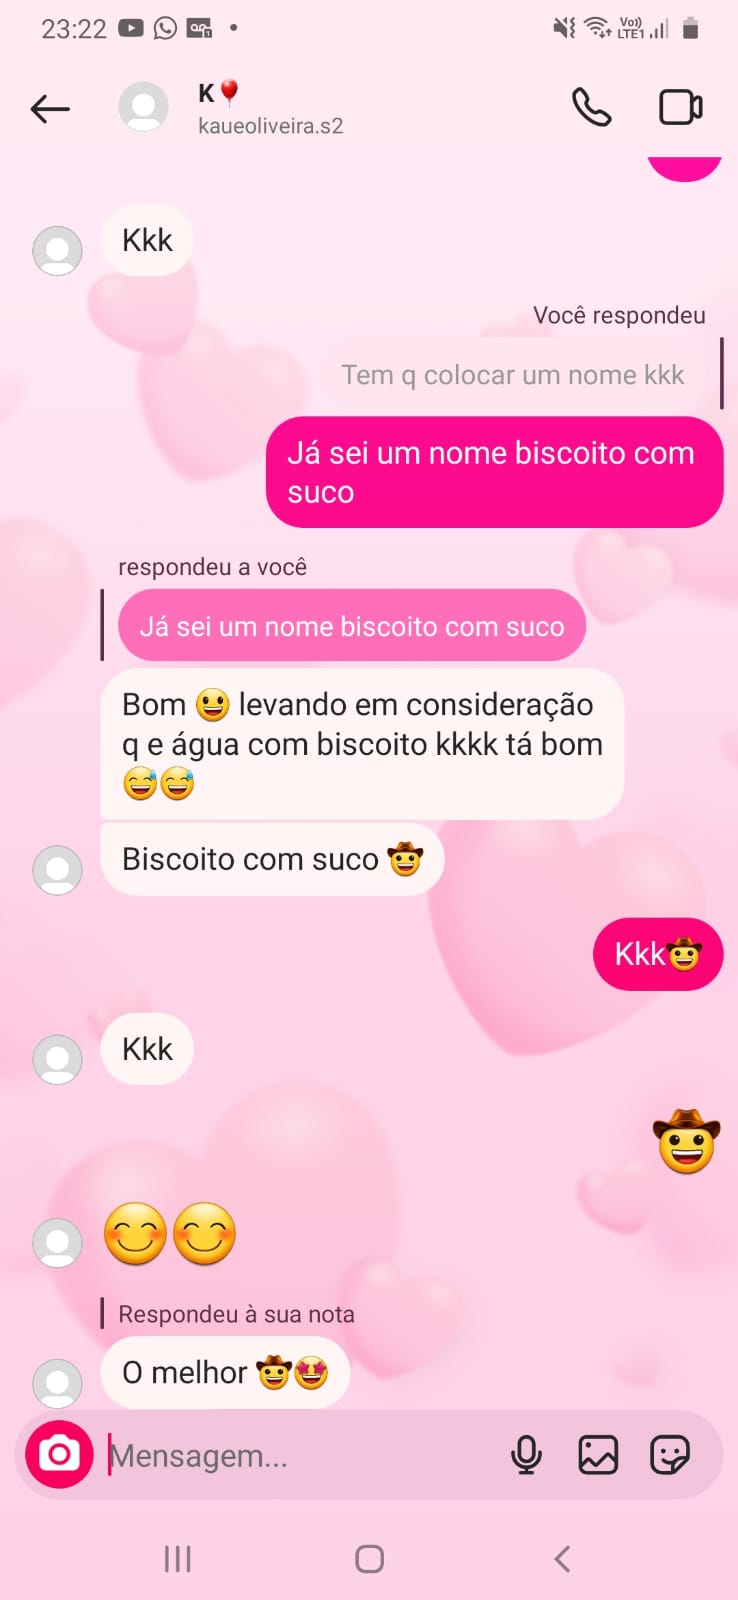 23:22
Vo))
LTE1
K🎈
kaueoliveira.s2
Kkk
Você respondeu
Tem q colocar um nome kkk
Já sei um nome biscoito com
suco
respondeu a você
Já sei um nome biscoito com suco
Bom 😃 levando em consideração
q e água com biscoito kkkk tá bom
😅😅
Biscoito com suco 🤠
Kkk🤠
Kkk
🤠
😊😊
Respondeu à sua nota
O melhor 🤠🤩
Mensagem...